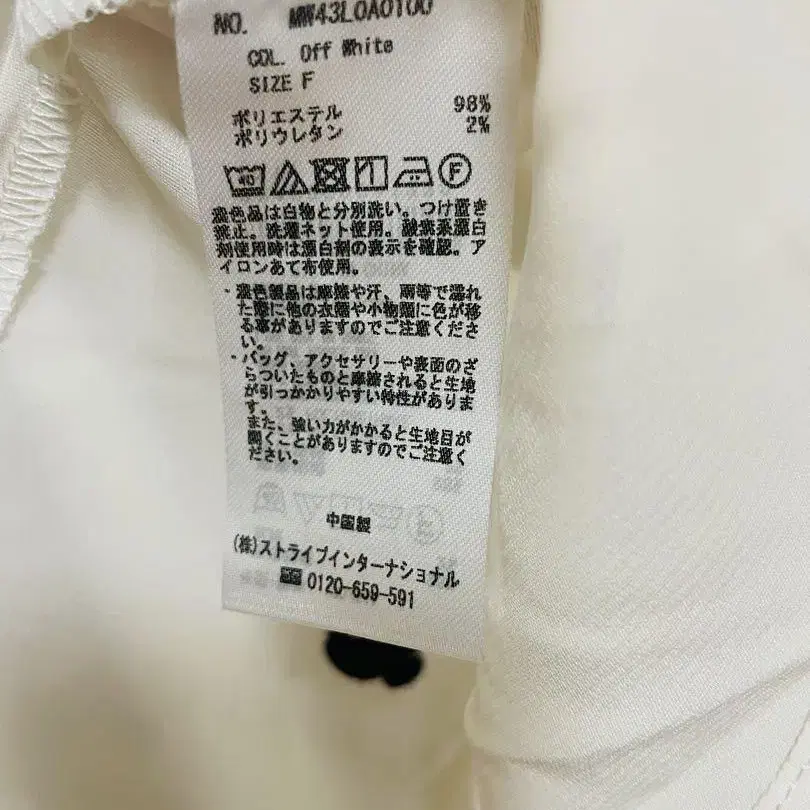 NO. MW43L0A0100
COL. Off White
SIZE F
ポリエステル 98%
ポリウレタン 2%
40
F
濃色品は白物と分別洗い。つけ置き
禁止。洗濯ネット使用。酸素系漂白
剤使用時は漂白剤の表示を確認。ア
イロンあて布使用。
・濃色製品は摩擦や汗、雨等で濡れ
た際に他の衣類や小物類に色が移
る事がありますのでご注意くださ
い。
・バッグ、アクセサリーや表面のざ
らついたものと摩擦されると生地
が引っかかりやすい特性がありま
す。
また、強い力がかかると生地目が
開くことがありますのでご注意く
ださい。
中国製
(株)ストライプインターナショナル
0120-659-591